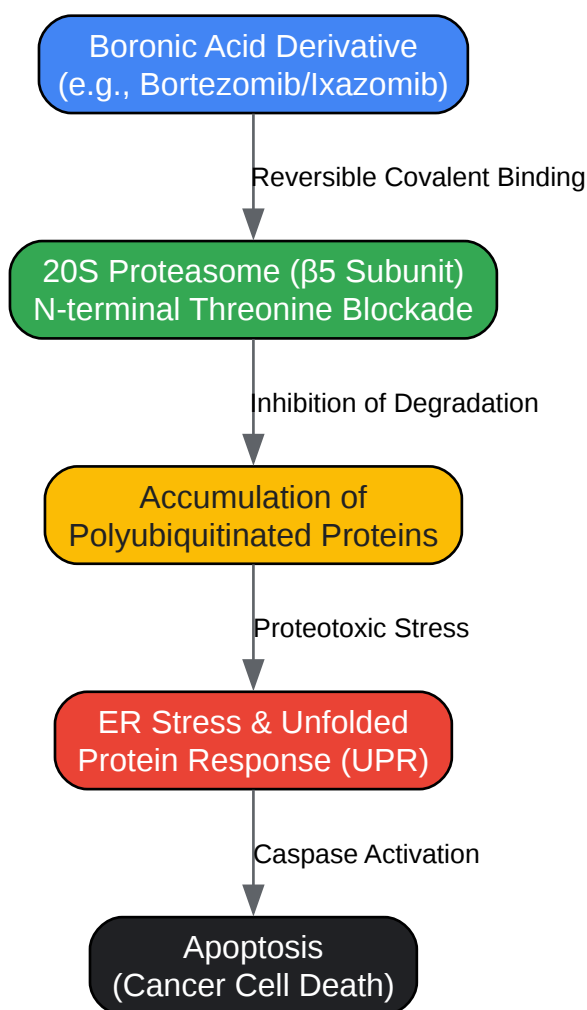 Boronic Acid Derivative
(e.g., Bortezomib/Ixazomib)
Reversible Covalent Binding
20S Proteasome (β5 Subunit)
N-terminal Threonine Blockade
Inhibition of Degradation
Accumulation of
Polyubiquitinated Proteins
Proteotoxic Stress
ER Stress & Unfolded
Protein Response (UPR)
Caspase Activation
Apoptosis
(Cancer Cell Death)